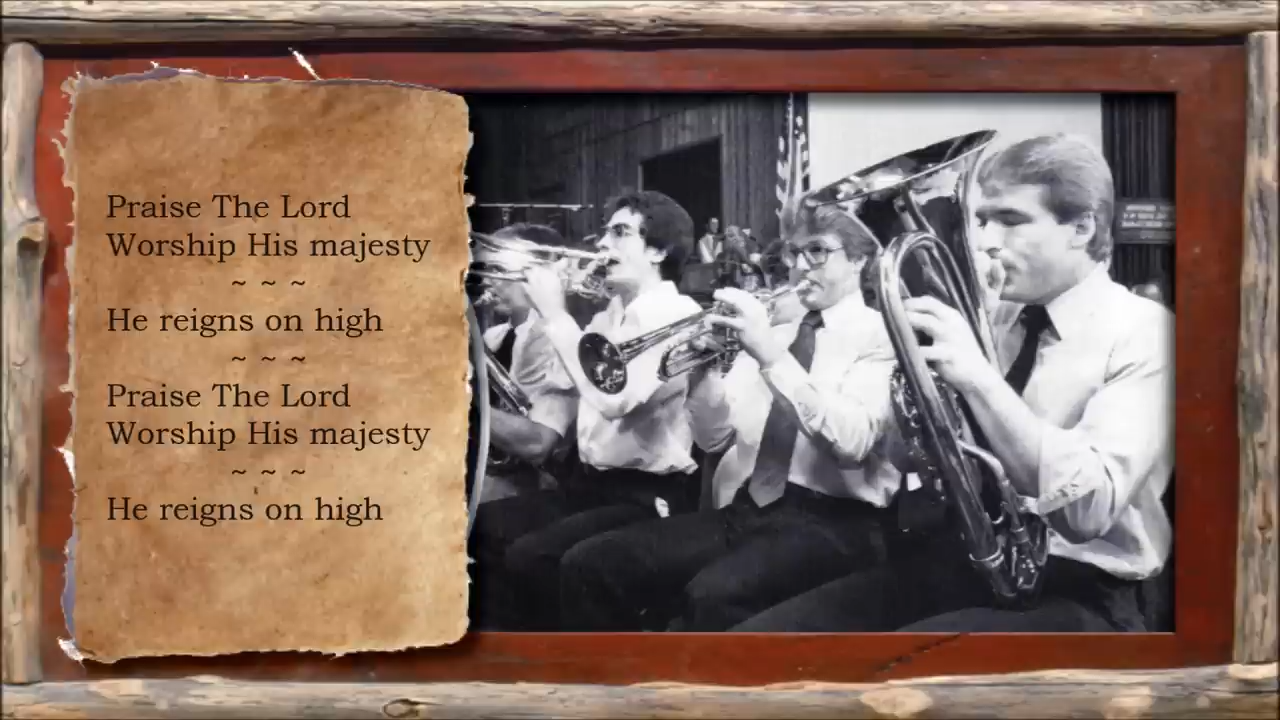 Praise The Lord
Worship His majesty
~ ~ ~
He reigns on high
~ ~ ~
Praise The Lord
Worship His majesty
~ ~ ~
He reigns on high